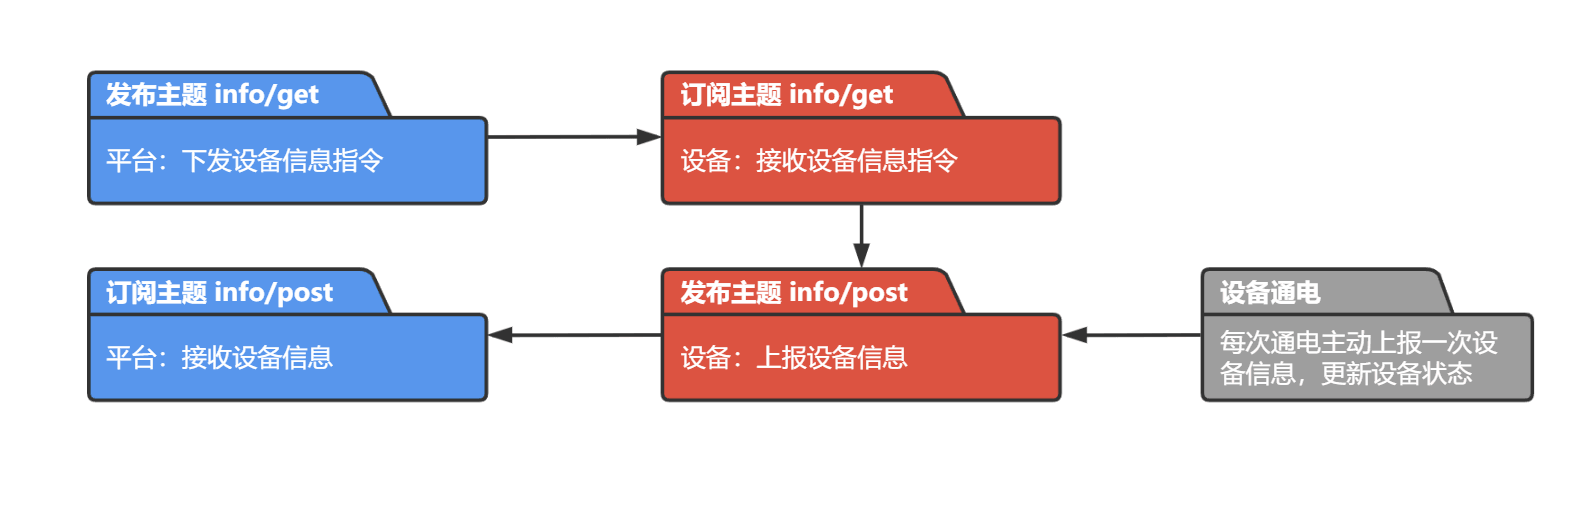 发布主题 info/get
平台：下发设备信息指令
订阅主题 info/get
设备：接收设备信息指令
订阅主题 info/post
平台：接收设备信息
发布主题 info/post
设备：上报设备信息
设备通电
每次通电主动上报一次设
备信息，更新设备状态